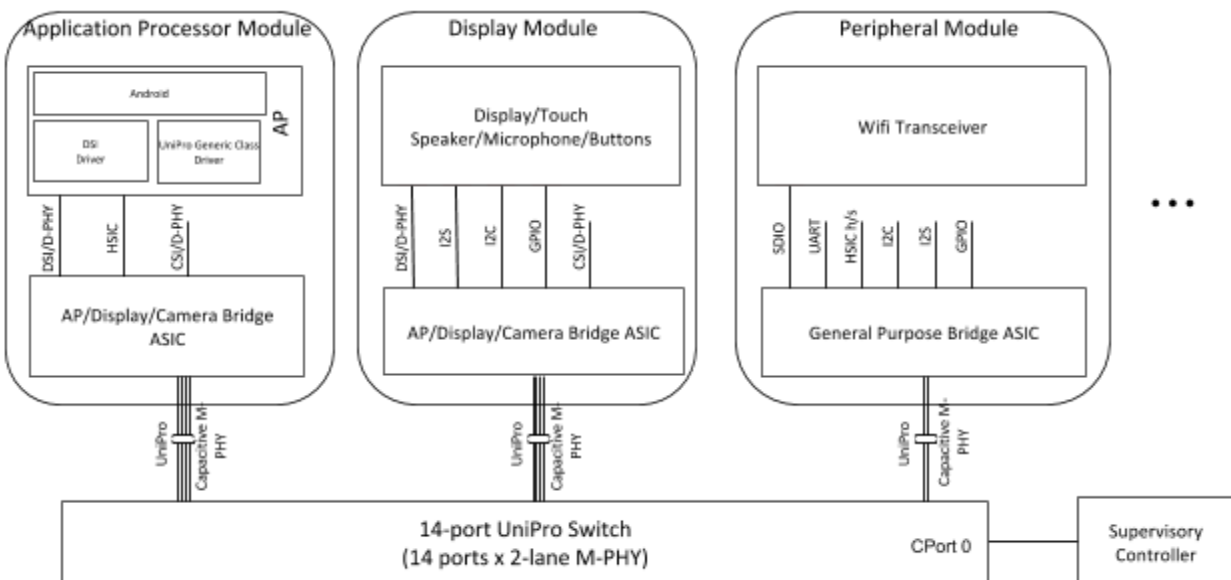 Application Processor Module
Android
AP
DSI
Driver
UniPro Generic Class
Driver
DSI/D-PHY
HSIC
CSI/D-PHY
AP/Display/Camera Bridge
ASIC
UniPro
Capacitive M-
PHY
Display Module
Display/Touch
Speaker/Microphone/Buttons
DSI/D-PHY
I2S
I2C
GPIO
CSI/D-PHY
AP/Display/Camera Bridge ASIC
UniPro
Capacitive M-
PHY
Peripheral Module
Wifi Transceiver
SDIO
UART
HSIC h/s
I2C
I2S
GPIO
General Purpose Bridge ASIC
UniPro
Capacitive M-
PHY
...
14-port UniPro Switch
(14 ports x 2-lane M-PHY)
CPort 0
Supervisory
Controller